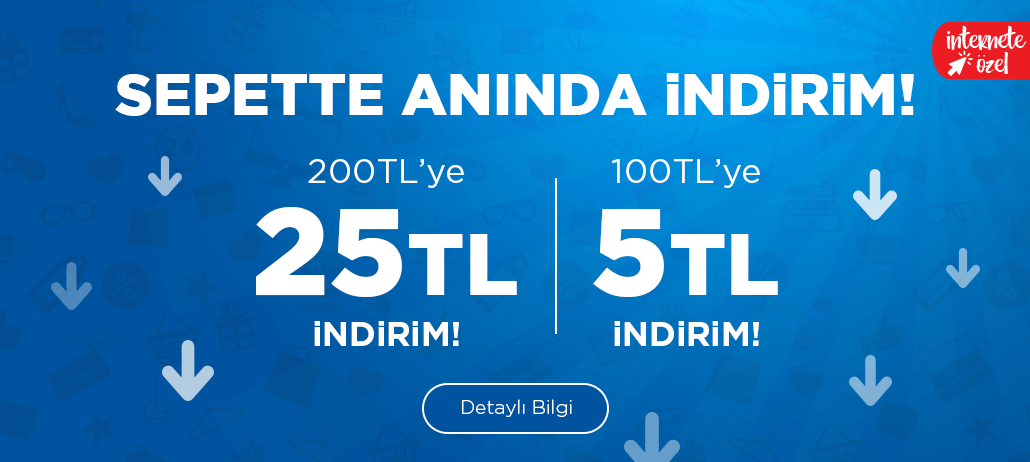 internete
özel
SEPETTE ANINDA İNDİRİM!
200TL'ye
25TL
İNDİRİM!
100TL'ye
5TL
İNDİRİM!
Detaylı Bilgi